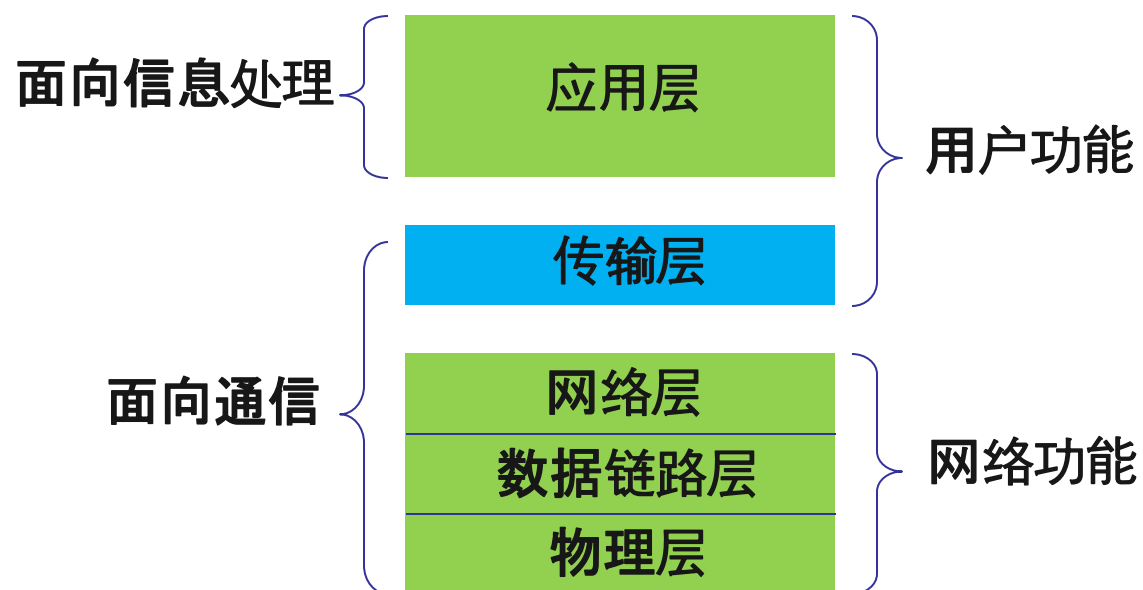 面向信息处理
应用层
用户功能
传输层
面向通信
网络层
数据链路层
网络功能
物理层